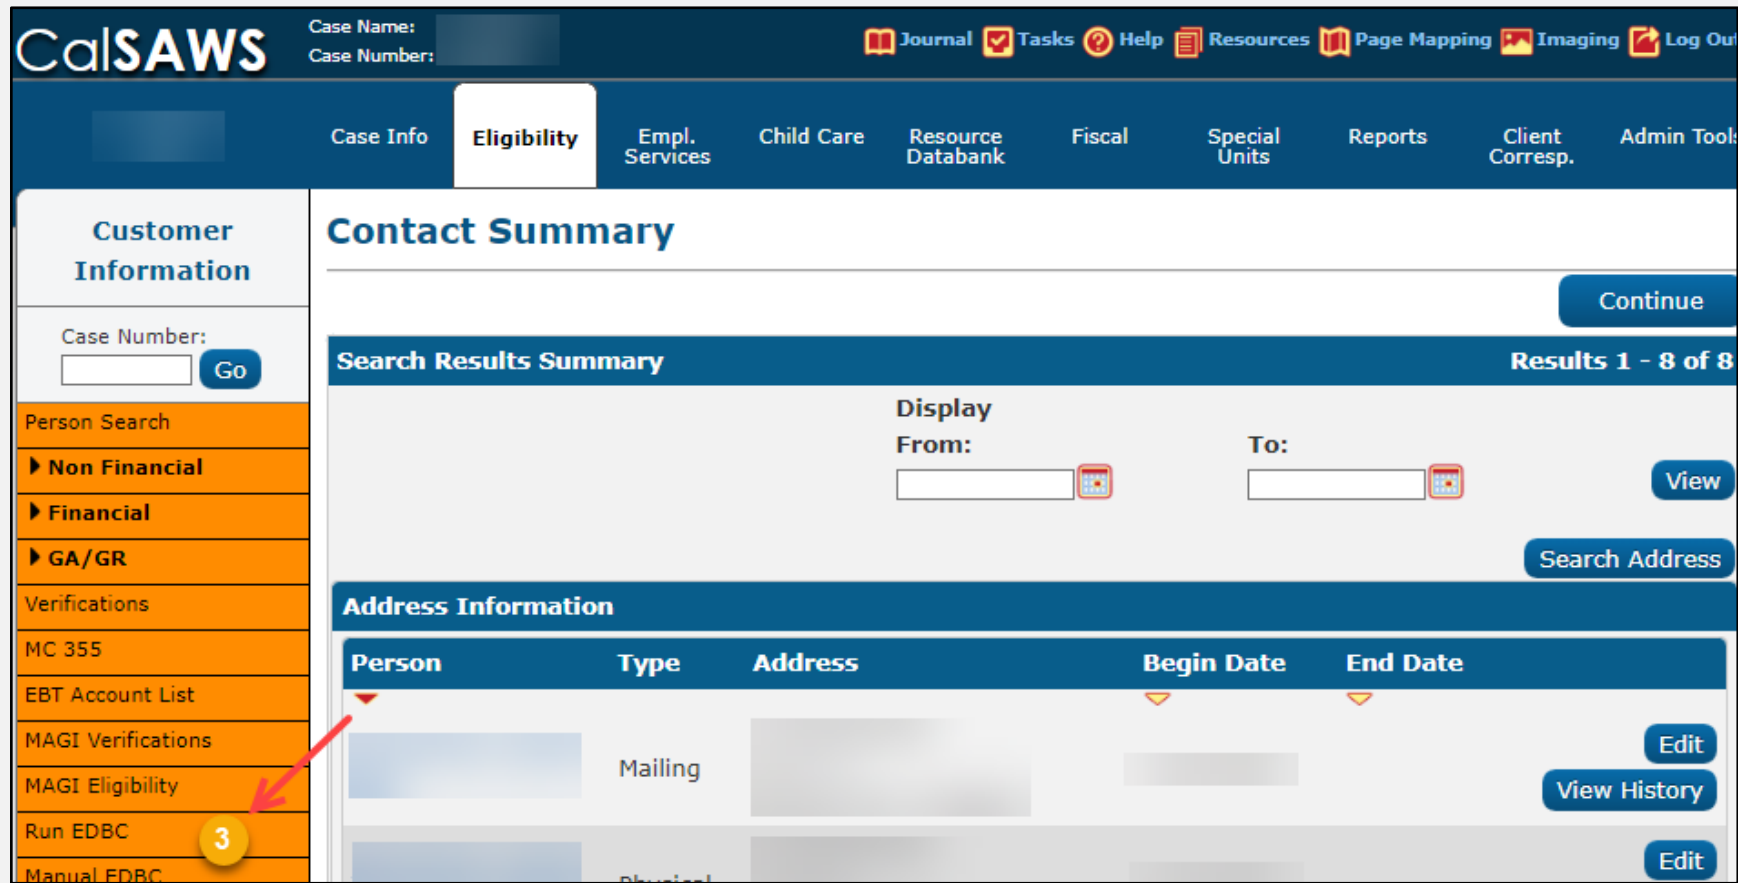 CalSAWS
Case Name:
Case Number:
Journal Tasks Help Resources Page Mapping Imaging Log Out
Case Info Eligibility Empl. Services Child Care Resource Databank Fiscal Special Units Reports Client Corresp. Admin Tools
Customer
Information
Case Number:
Go
Person Search
Non Financial
Financial
GA/GR
Verifications
MC 355
EBT Account List
MAGI Verifications
MAGI Eligibility
Run EDBC
3
Manual EDBC
Contact Summary
Continue
Search Results Summary Results 1 - 8 of 8
Display
From: To:
View
Search Address
Address Information
Person Type Address Begin Date End Date
Mailing
Edit
View History
Physical
Edit